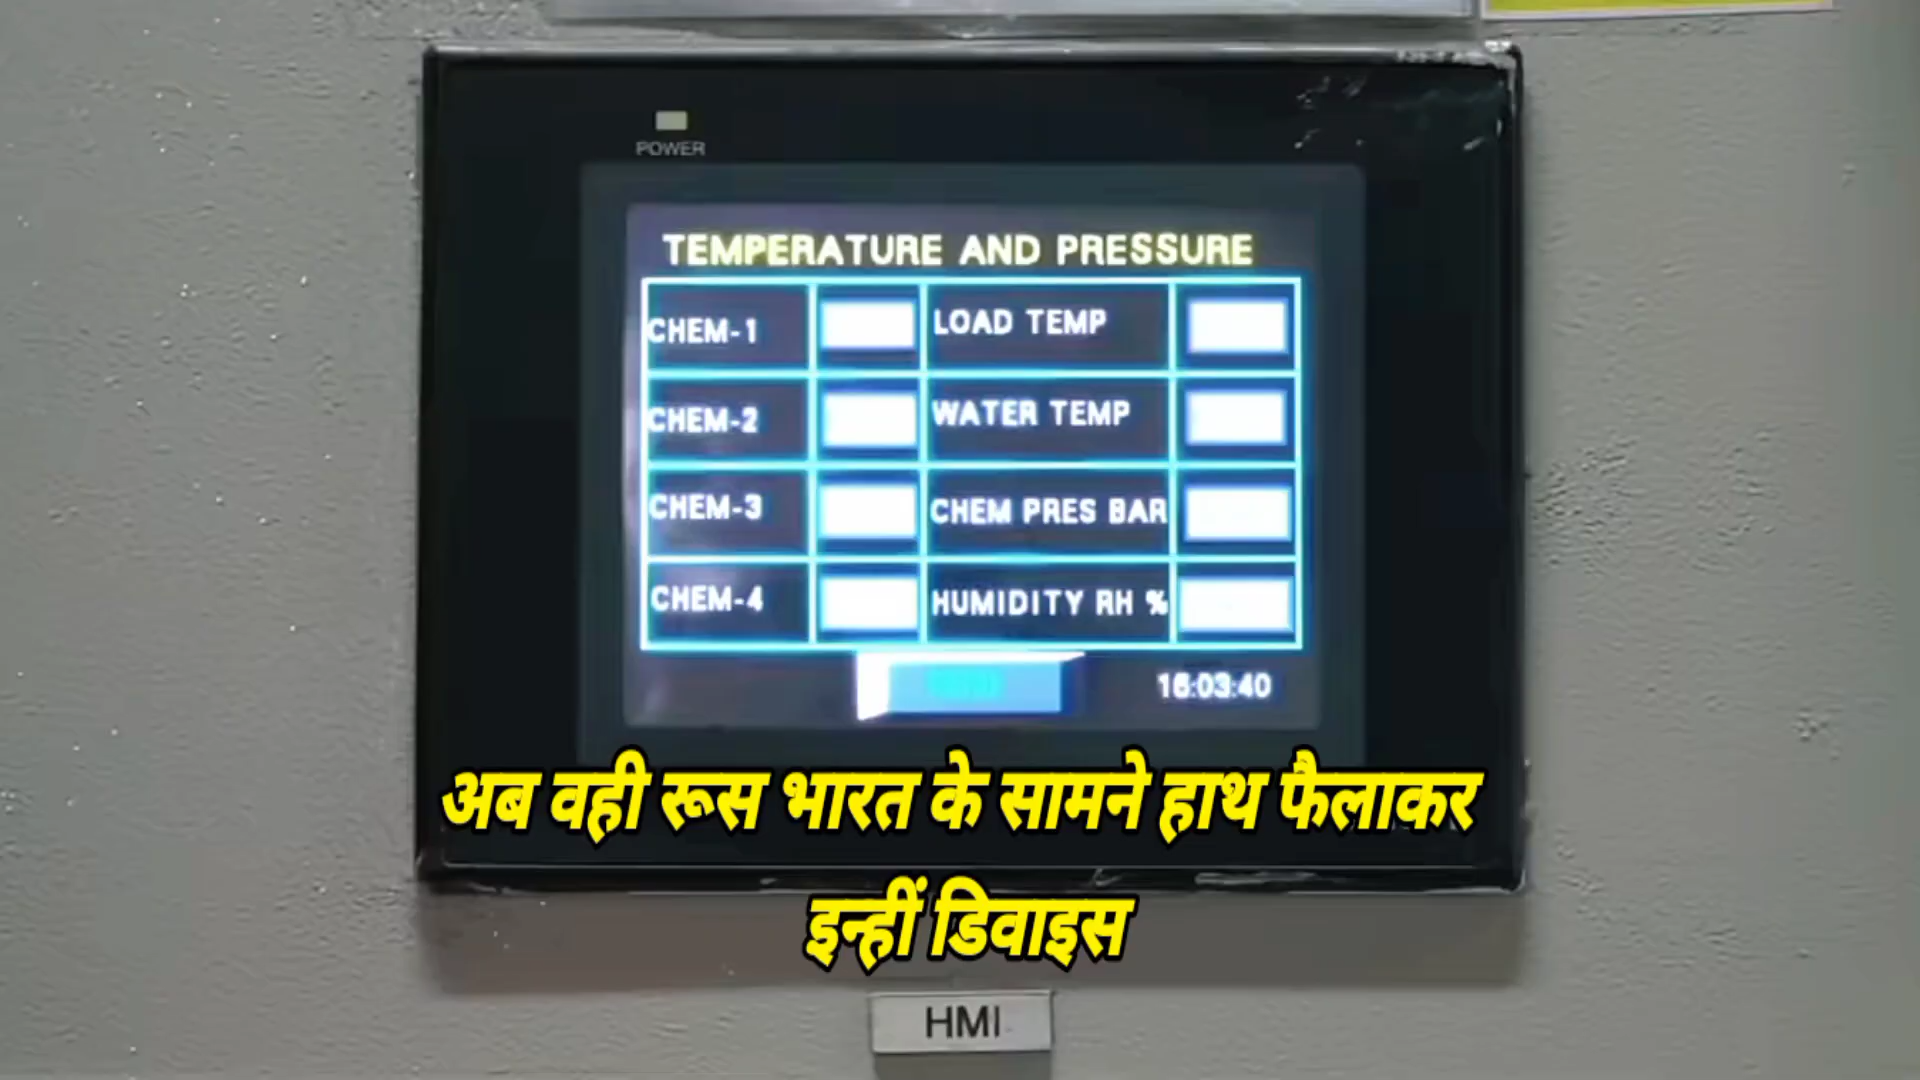 POWER
TEMPERATURE AND PRESSURE
CHEM-1 LOAD TEMP
CHEM-2 WATER TEMP
CHEM-3 CHEM PRES BAR
CHEM-4 HUMIDITY RH %
16:03:40
अब वही रूस भारत के सामने हाथ फैलाकर
इन्हीं डिवाइस
HMI